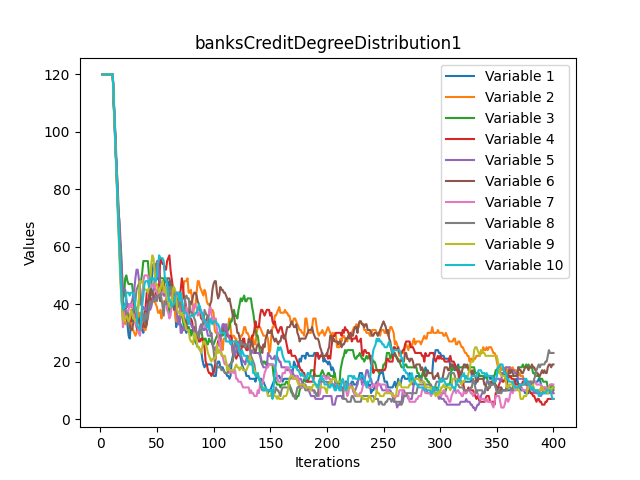 banksCreditDegreeDistribution1
120
100
80
60
40
20
0
Values
0 50 100 150 200 250 300 350 400
Iterations
Variable 1
Variable 2
Variable 3
Variable 4
Variable 5
Variable 6
Variable 7
Variable 8
Variable 9
Variable 10